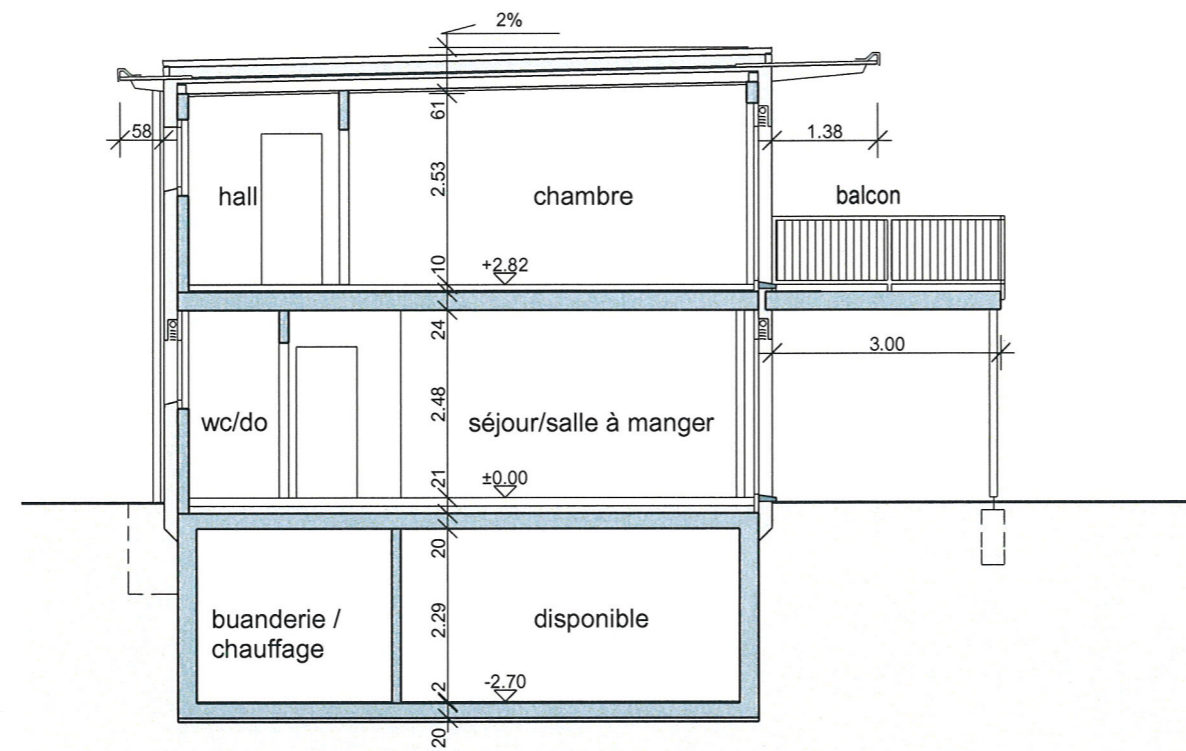 2%
61
58
1.38
2.53
hall
chambre
balcon
10
+2.82
24
3.00
2.48
wc/do
séjour/salle à manger
21
±0.00
20
2.29
buanderie /
chauffage
disponible
2
-2.70
20